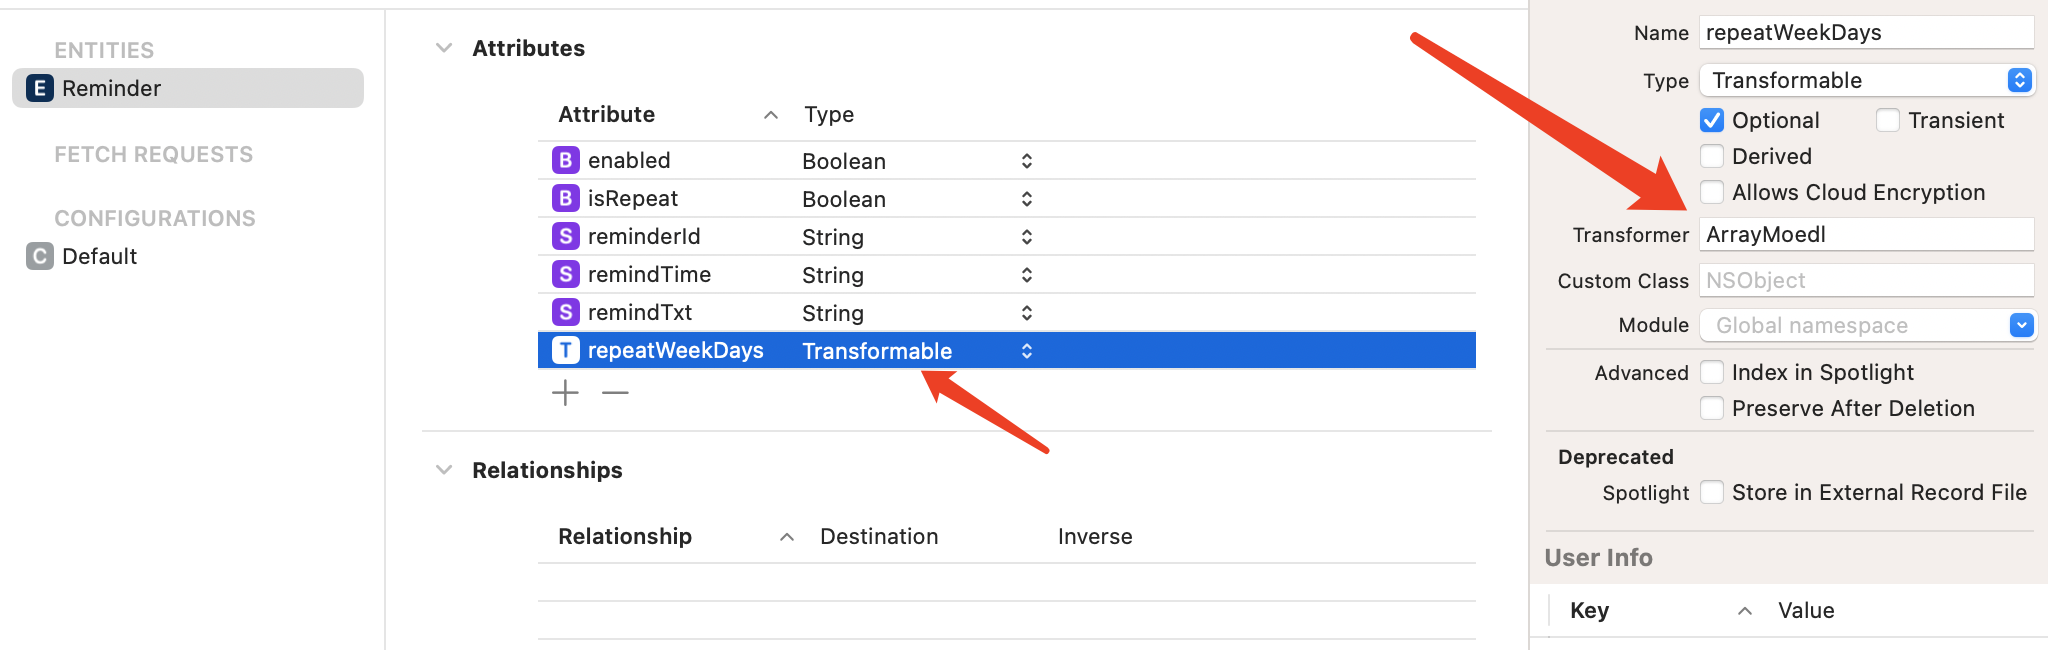 ENTITIES
E Reminder
FETCH REQUESTS
CONFIGURATIONS
C Default
Attributes
Attribute Type
B enabled Boolean
B isRepeat Boolean
S reminderId String
S remindTime String
S remindTxt String
T repeatWeekDays Transformable
Relationships
Relationship Destination Inverse
Name repeatWeekDays
Type Transformable
Optional Transient
Derived
Allows Cloud Encryption
Transformer ArrayMoedl
Custom Class NSObject
Module Global namespace
Advanced Index in Spotlight
Preserve After Deletion
Deprecated
Spotlight Store in External Record File
User Info
Key Value